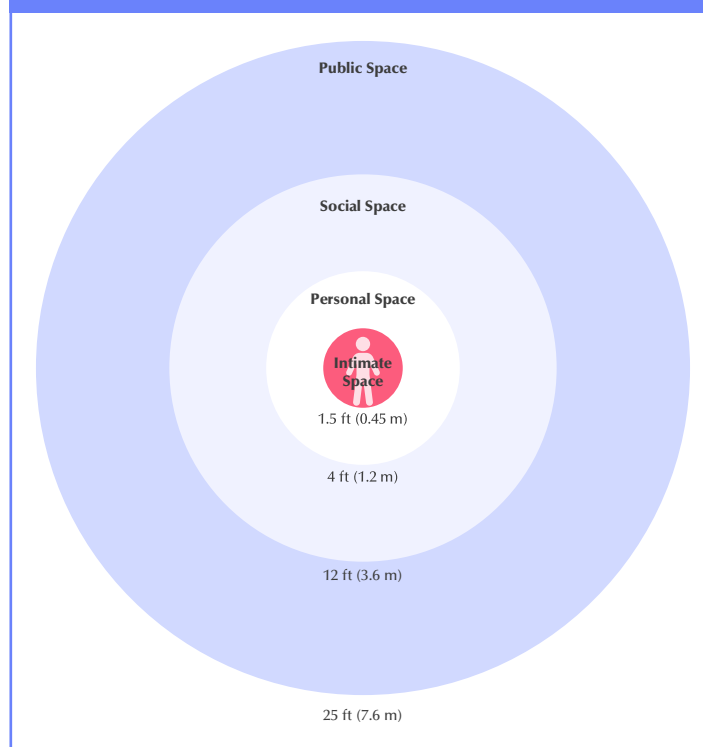 Public Space
Social Space
Personal Space
Intimate
Space
1.5 ft (0.45 m)
4 ft (1.2 m)
12 ft (3.6 m)
25 ft (7.6 m)